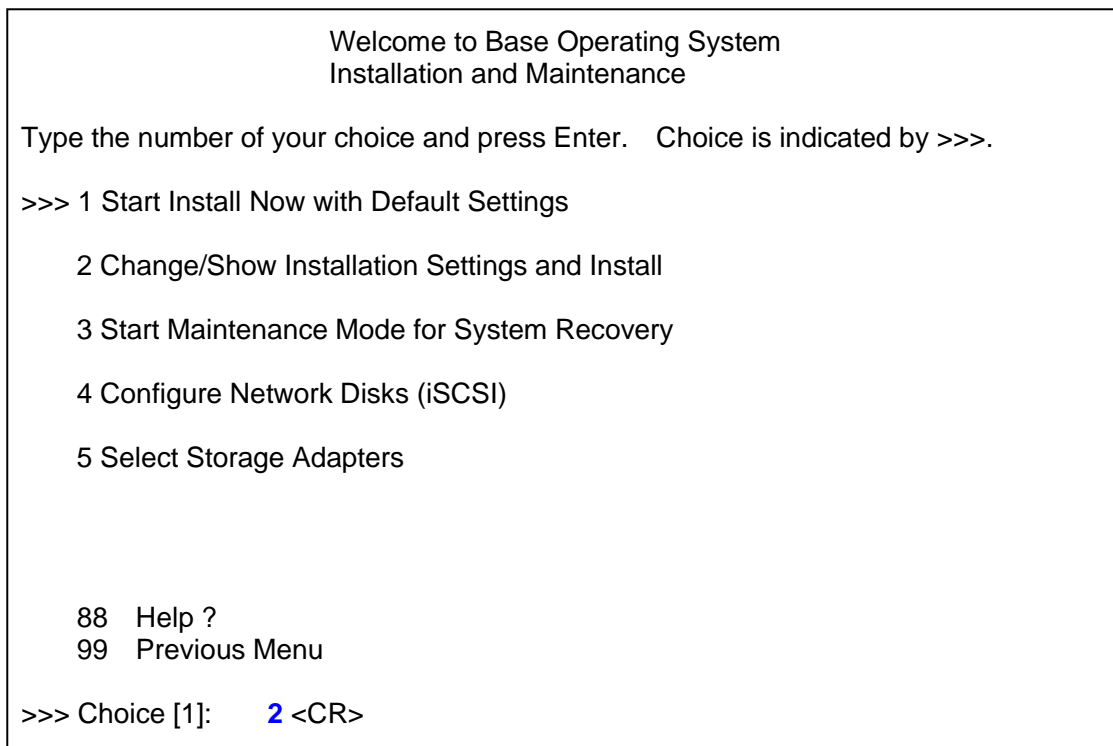 Welcome to Base Operating System
Installation and Maintenance
Type the number of your choice and press Enter. Choice is indicated by >>>.
>>> 1 Start Install Now with Default Settings
2 Change/Show Installation Settings and Install
3 Start Maintenance Mode for System Recovery
4 Configure Network Disks (iSCSI)
5 Select Storage Adapters
88 Help ?
99 Previous Menu
>>> Choice [1]: 2 <CR>